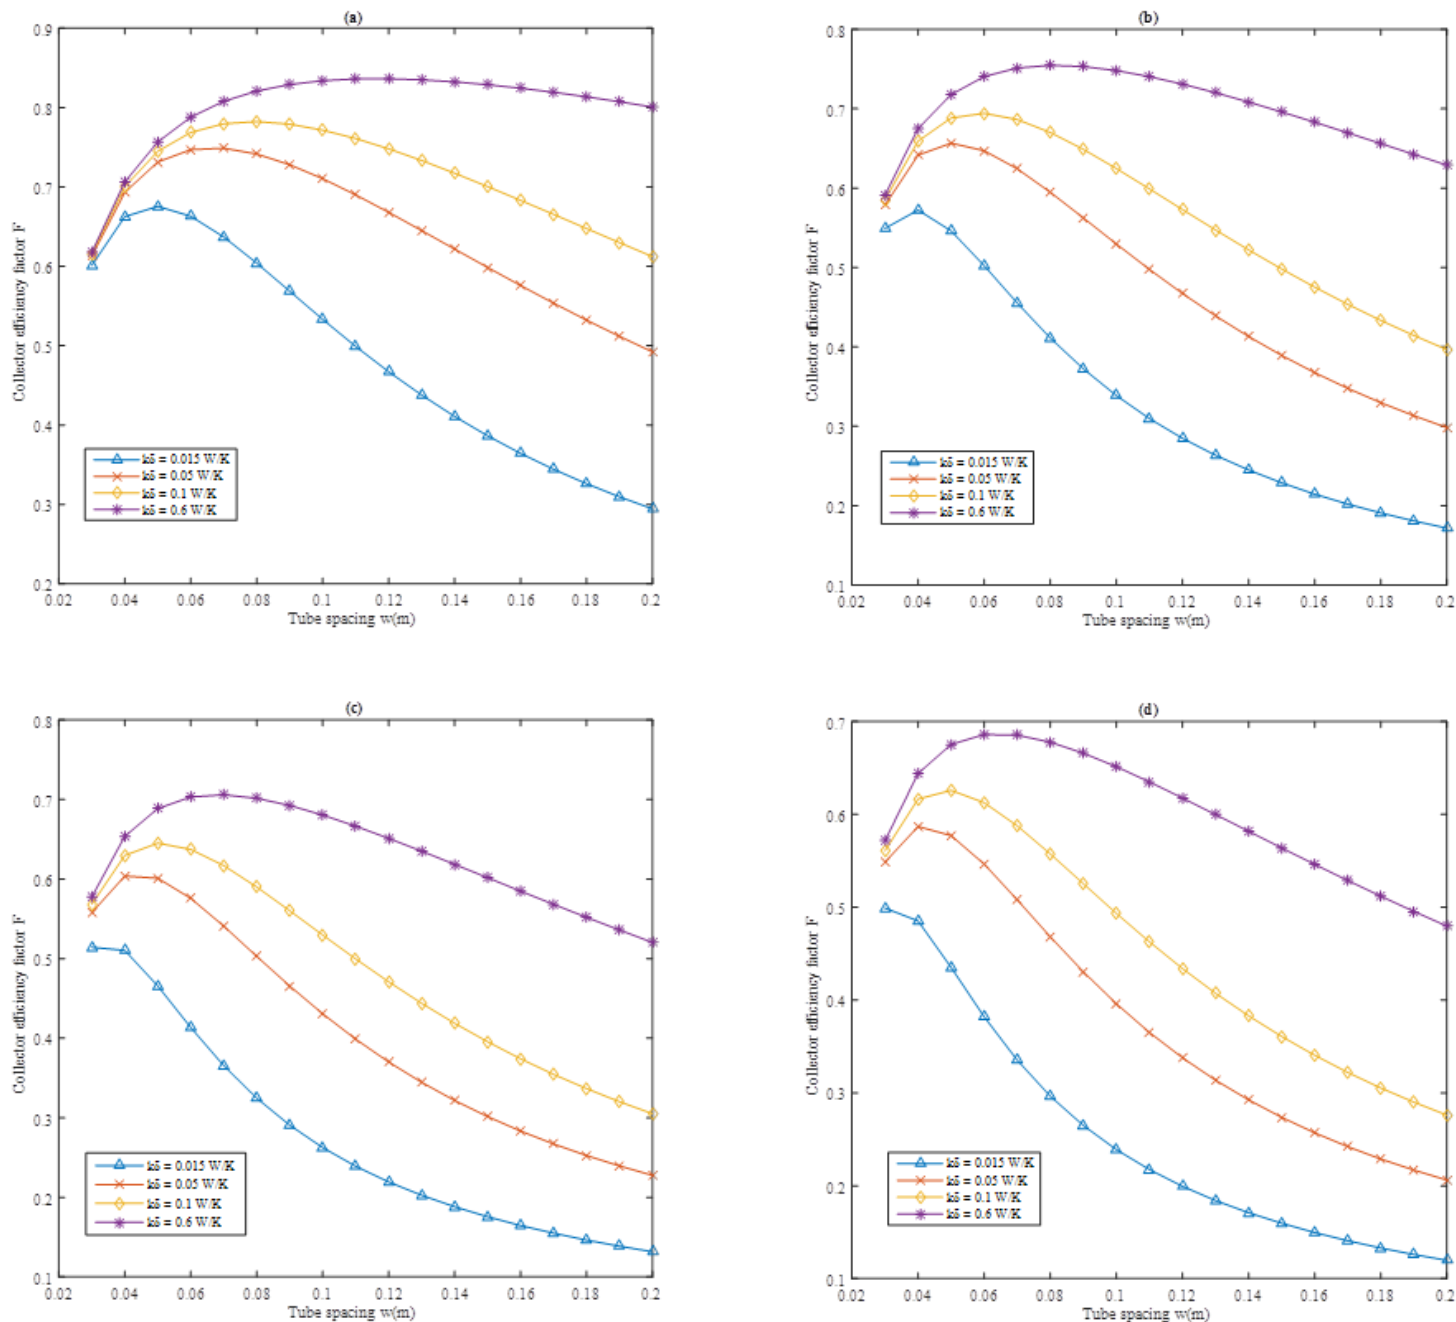 (a)
0.9
0.8
0.7
0.6
0.5
0.4
0.3
0.2
Collector efficiency factor F
kδ = 0.015 W/K
kδ = 0.05 W/K
kδ = 0.1 W/K
kδ = 0.6 W/K
0.02 0.04 0.06 0.08 0.1 0.12 0.14 0.16 0.18 0.2
Tube spacing w(m)
(b)
0.8
0.7
0.6
0.5
0.4
0.3
0.2
0.1
Collector efficiency factor F
kδ = 0.015 W/K
kδ = 0.05 W/K
kδ = 0.1 W/K
kδ = 0.6 W/K
0.02 0.04 0.06 0.08 0.1 0.12 0.14 0.16 0.18 0.2
Tube spacing w(m)
(c)
0.8
0.7
0.6
0.5
0.4
0.3
0.2
0.1
Collector efficiency factor F
kδ = 0.015 W/K
kδ = 0.05 W/K
kδ = 0.1 W/K
kδ = 0.6 W/K
0.02 0.04 0.06 0.08 0.1 0.12 0.14 0.16 0.18 0.2
Tube spacing w(m)
(d)
0.7
0.6
0.5
0.4
0.3
0.2
0.1
Collector efficiency factor F
kδ = 0.015 W/K
kδ = 0.05 W/K
kδ = 0.1 W/K
kδ = 0.6 W/K
0.02 0.04 0.06 0.08 0.1 0.12 0.14 0.16 0.18 0.2
Tube spacing w(m)